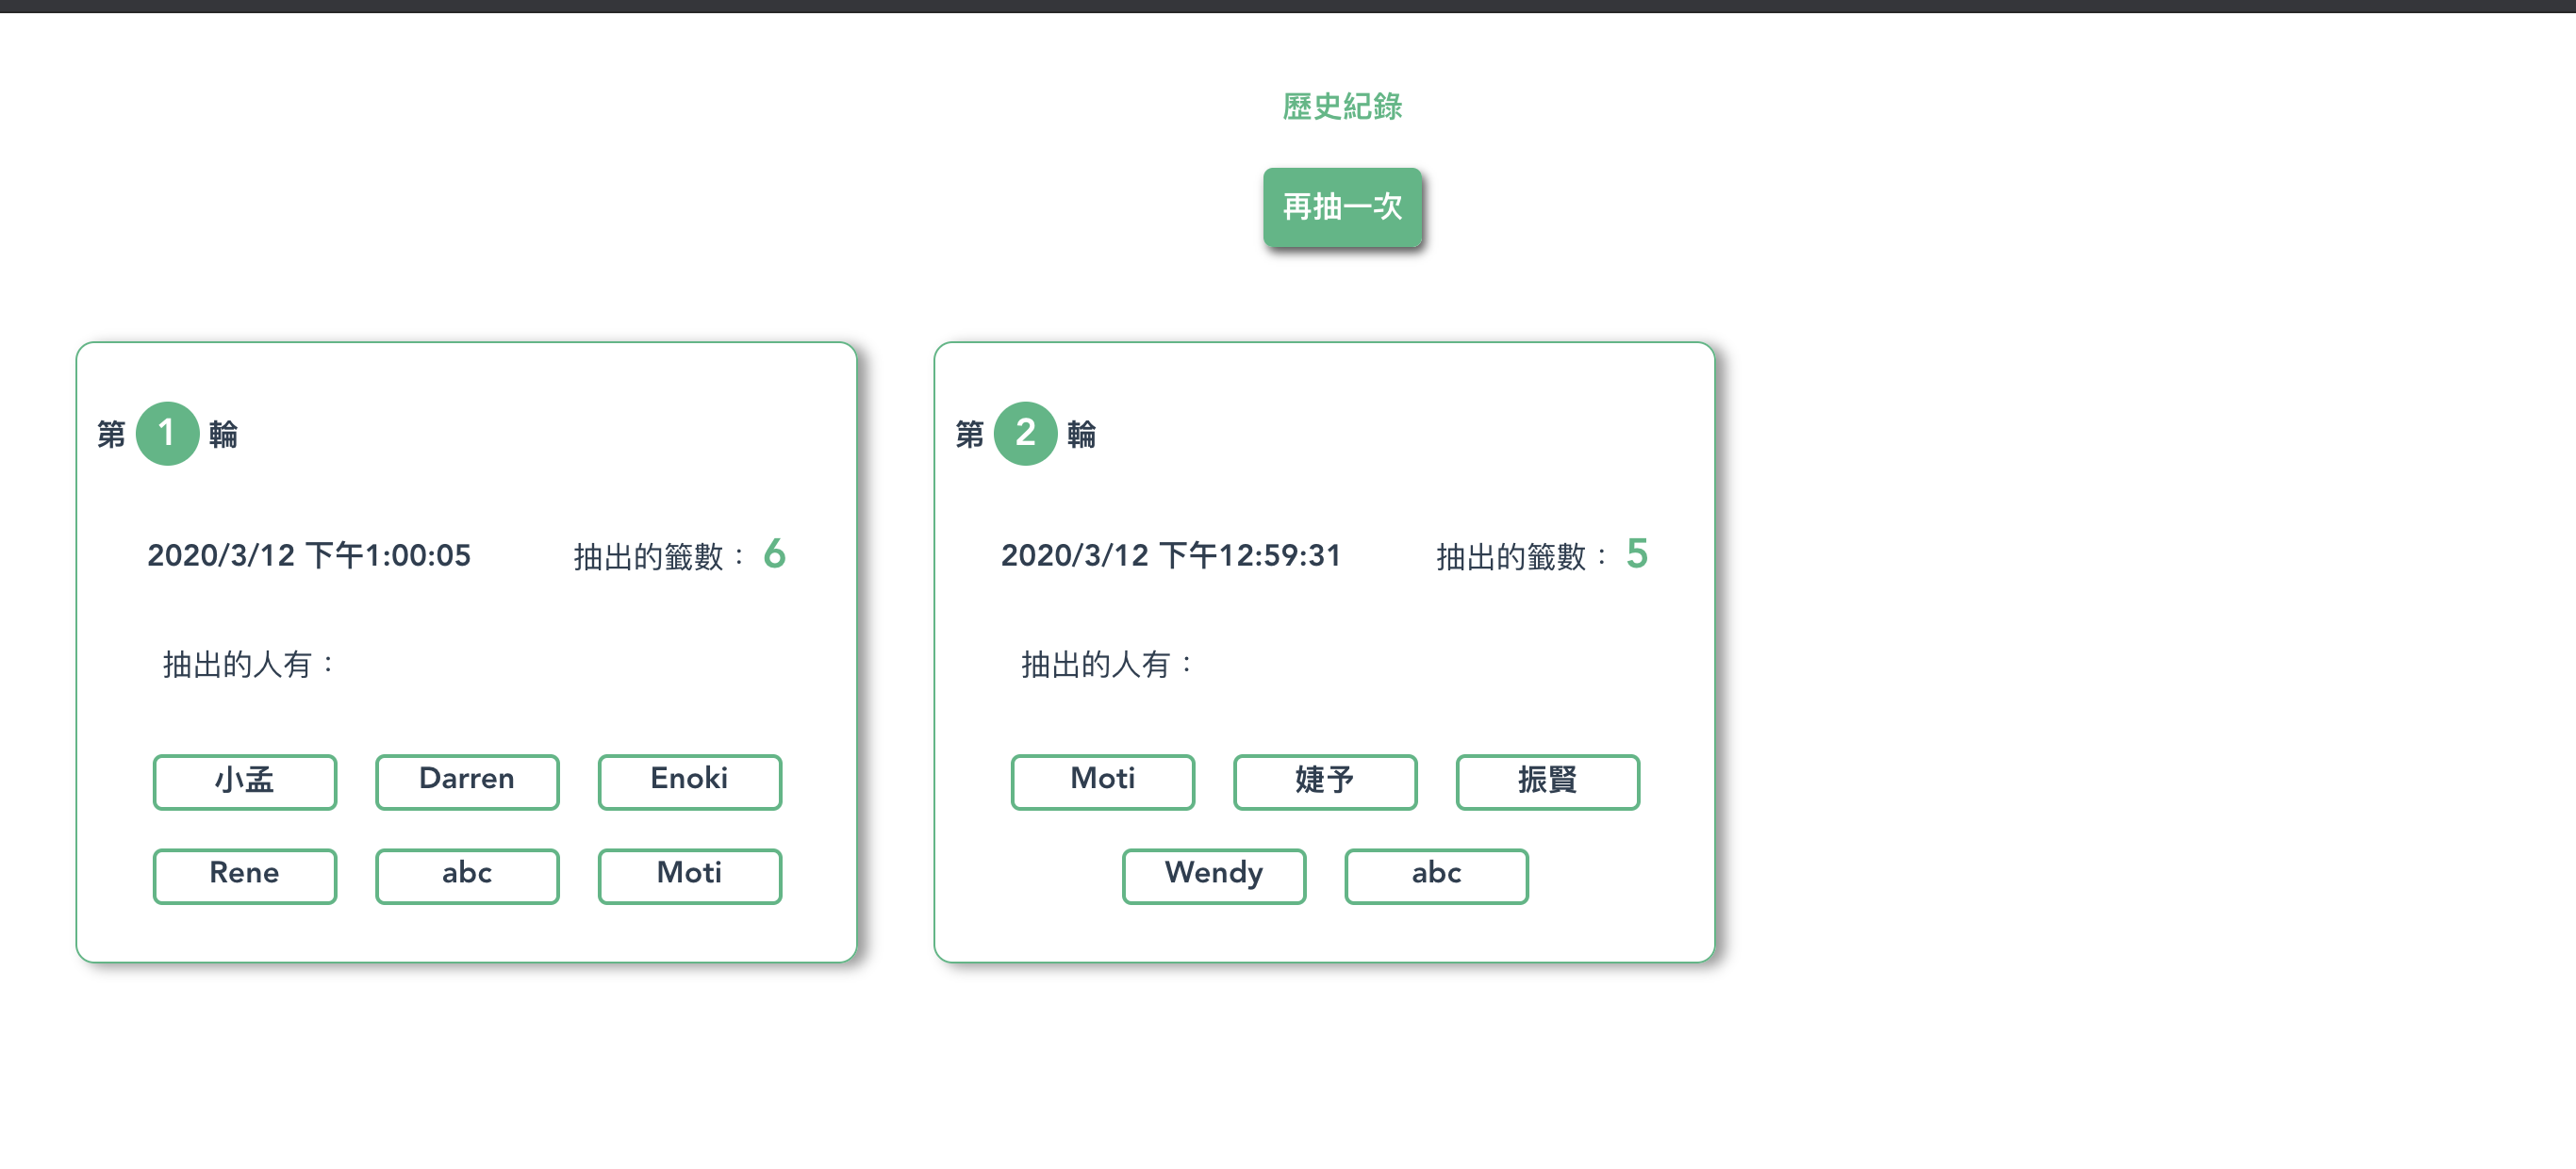 歷史紀錄
再抽一次
第 1 輪
2020/3/12 下午1:00:05 抽出的籤數： 6
抽出的人有：
小孟 Darren Enoki
Rene abc Moti
第 2 輪
2020/3/12 下午12:59:31 抽出的籤數： 5
抽出的人有：
Moti 婕予 振賢
Wendy abc